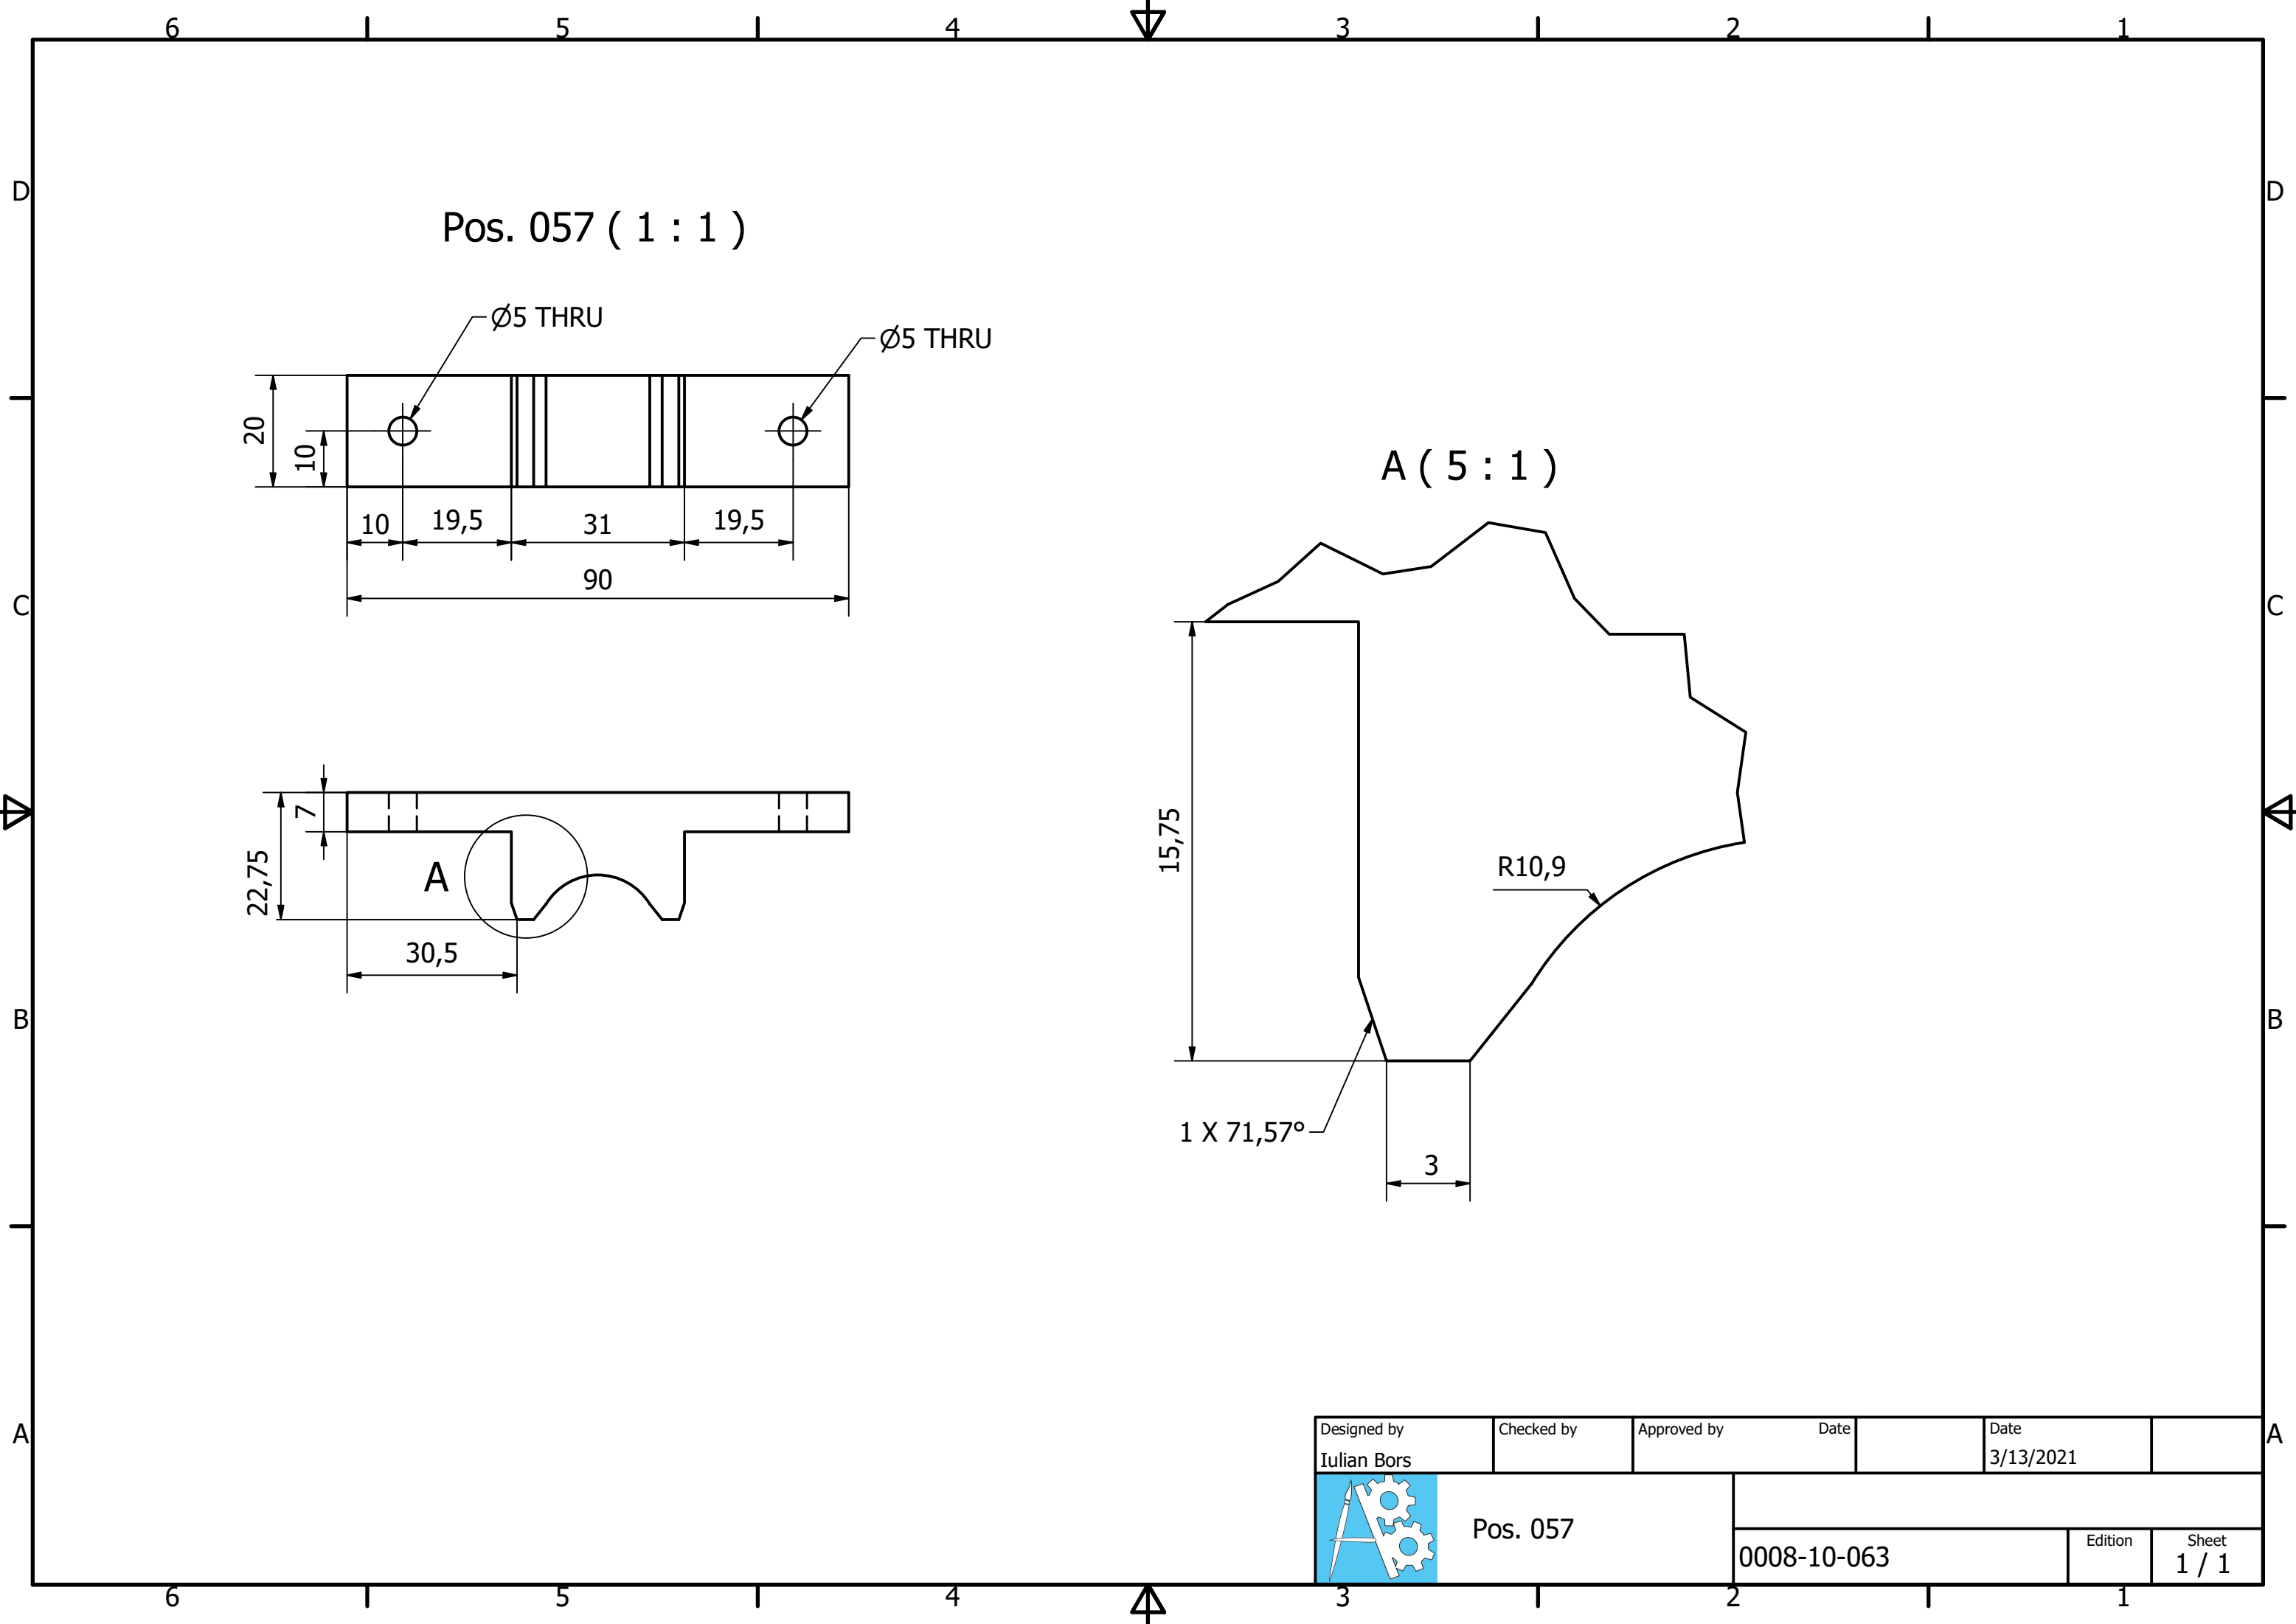 6 5 4 3 2 1
D D
Pos. 057 ( 1 : 1 )
Ø5 THRU
Ø5 THRU
20
10
10 19,5 31 19,5
90
A ( 5 : 1 )
C C
15,75
R10,9
7
22,75
A
30,5
B B
1 X 71,57°
3
A A
Designed by Checked by Approved by Date Date
Iulian Bors 3/13/2021
Pos. 057
0008-10-063
Edition Sheet
1 / 1
6 5 4 3 2 1